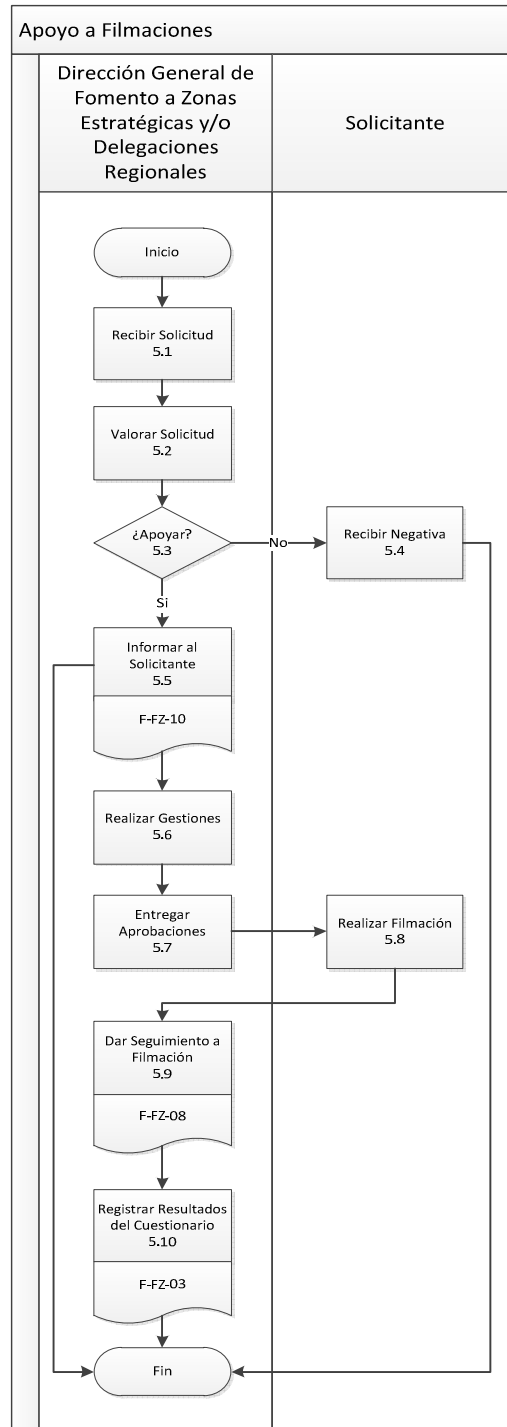 Apoyo a Filmaciones
Dirección General de
Fomento a Zonas
Estratégicas y/o
Delegaciones
Regionales
Solicitante
Inicio
Recibir Solicitud
5.1
Valorar Solicitud
5.2
¿Apoyar?
5.3
No
Recibir Negativa
5.4
Si
Informar al
Solicitante
5.5
F-FZ-10
Realizar Gestiones
5.6
Entregar
Aprobaciones
5.7
Realizar Filmación
5.8
Dar Seguimiento a
Filmación
5.9
F-FZ-08
Registrar Resultados
del Cuestionario
5.10
F-FZ-03
Fin